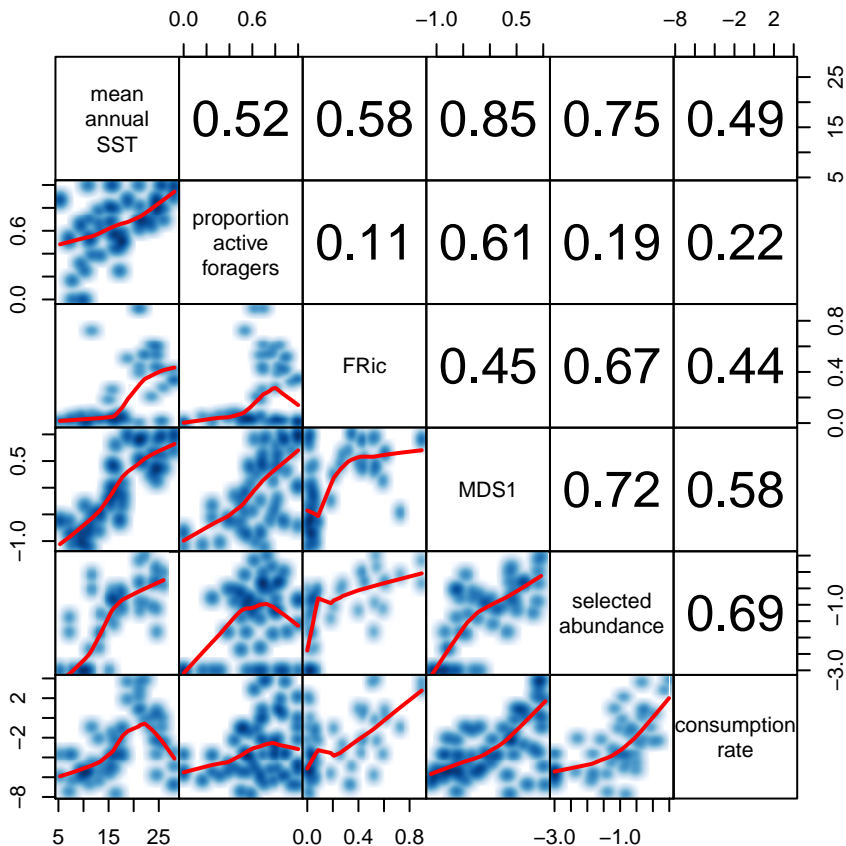 0.0 0.6 -1.0 0.5 -8 -2 2
mean
annual
SST
0.52 0.58 0.85 0.75 0.49
5 15 25
0.0 0.6
proportion
active
foragers
0.11 0.61 0.19 0.22
FRic
0.45 0.67 0.44
0.0 0.4 0.8
-1.0 0.5
MDS1
0.72 0.58
selected
abundance
0.69
-3.0 -1.0
-8 -2 2
consumption
rate
5 15 25 0.0 0.4 0.8 -3.0 -1.0